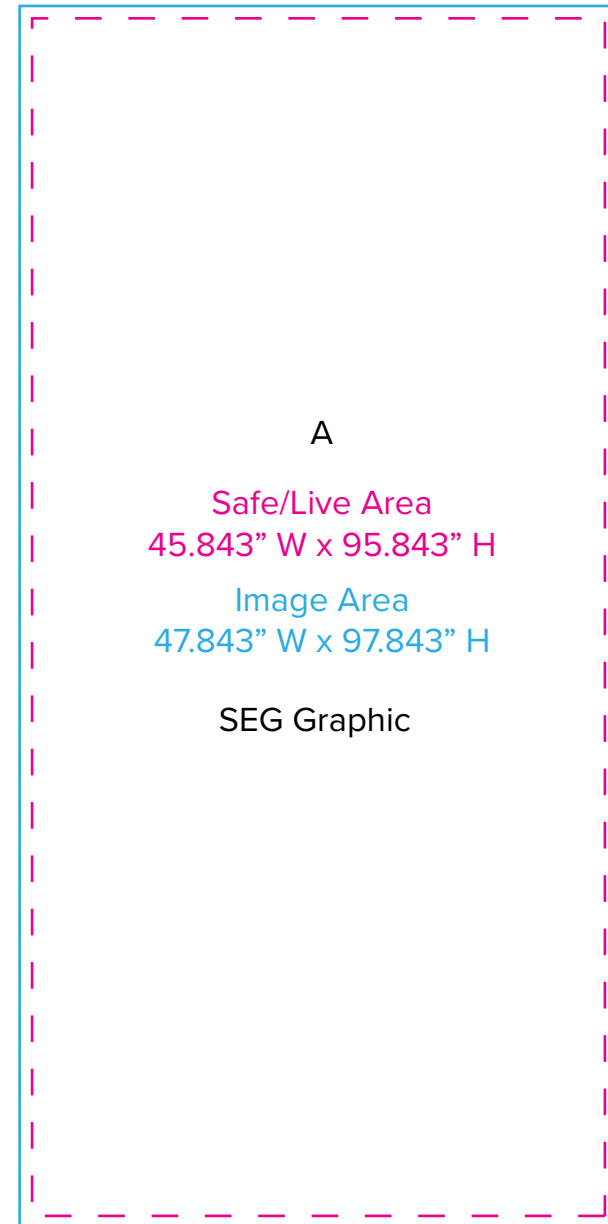 A
Safe/Live Area
45.843” W x 95.843” H
Image Area
47.843” W x 97.843” H
SEG Graphic